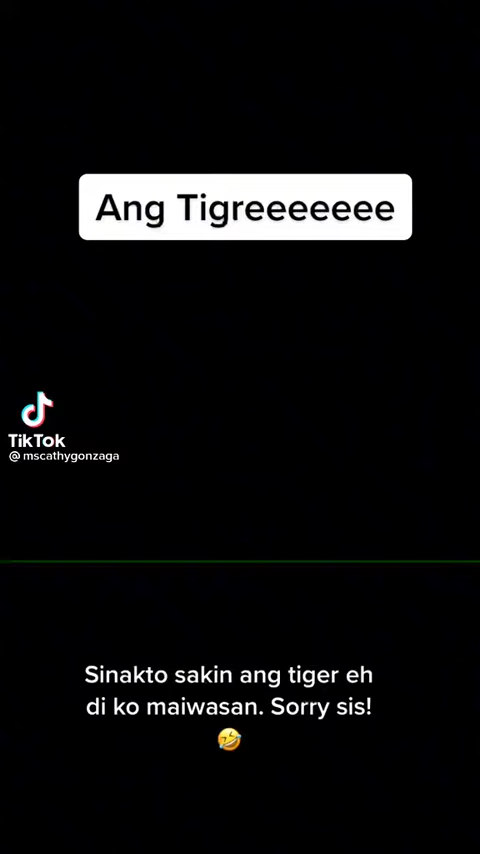 Ang Tigreeeeeee
TikTok
@mscathygonzaga
Sinakto sakin ang tiger eh
di ko maiwasan. Sorry sis!
🤣